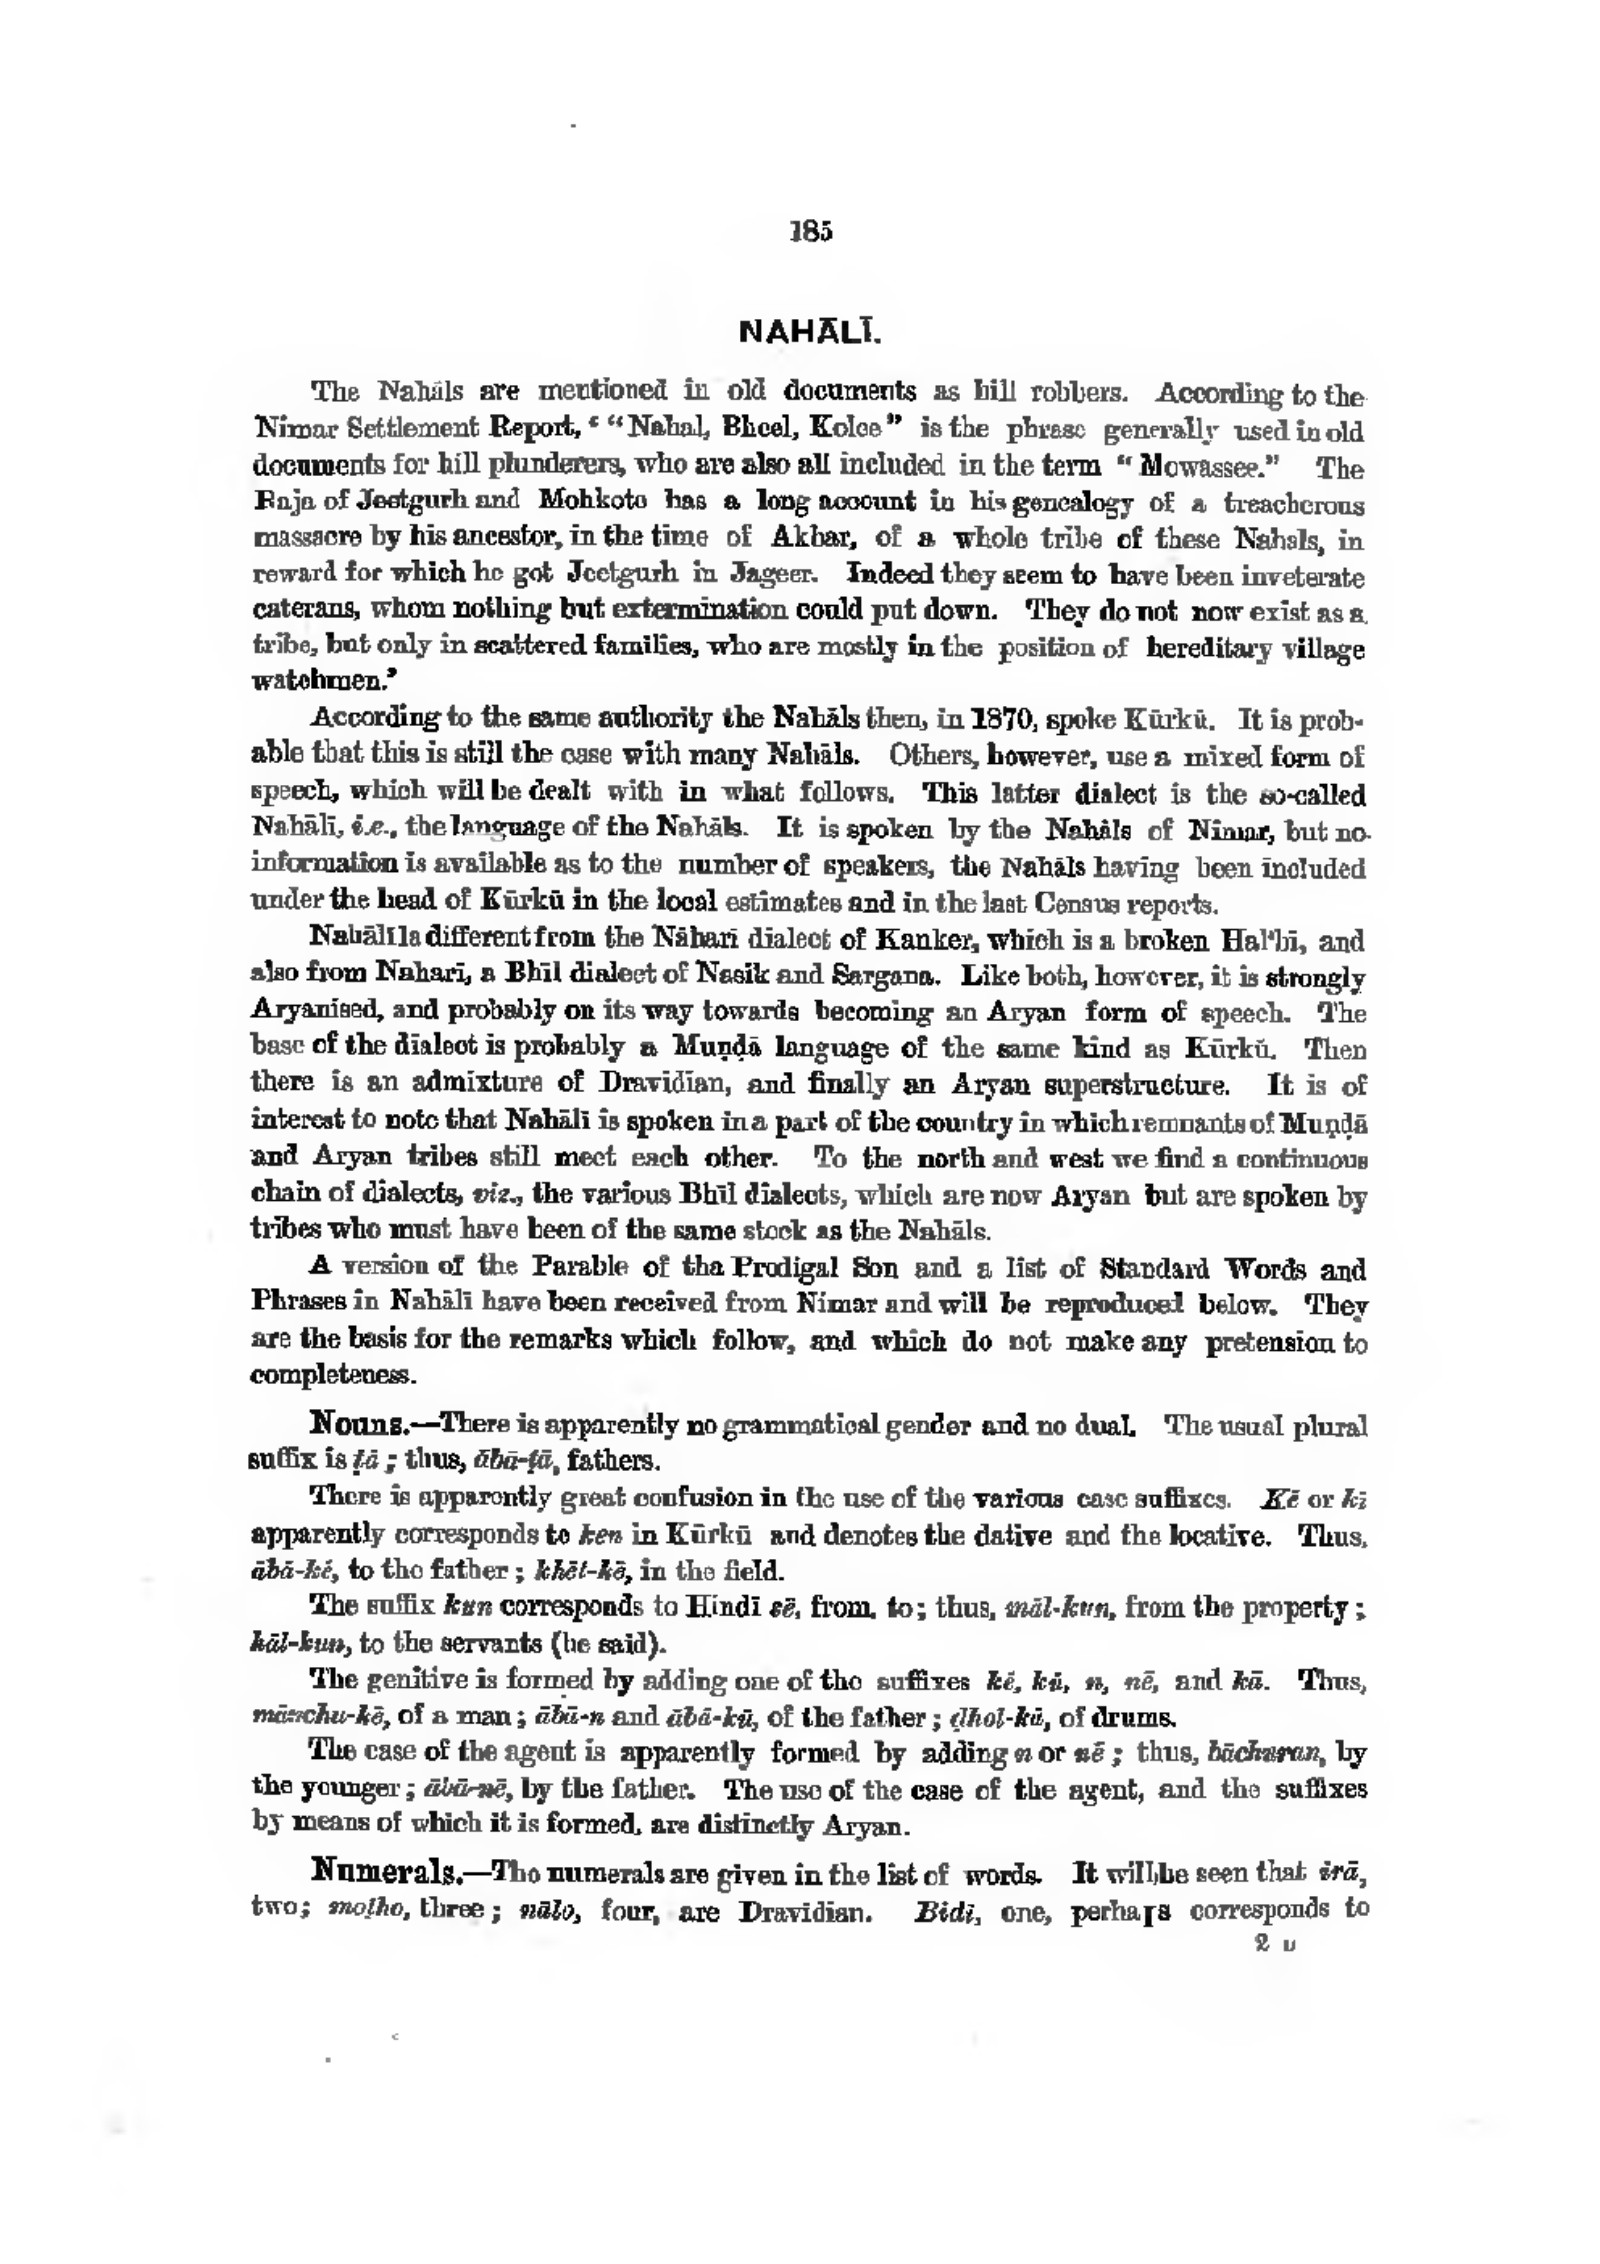 185
NAHĀLĪ.
The Nahāls are mentioned in old documents as hill robbers. According to the
Nimar Settlement Report, ‘ “Nahal, Bheel, Kolee” is the phrase generally used in old
documents for hill plunderers, who are also all included in the term “Mowassee.” The
Raja of Jeetgurh and Mohkote has a long account in his genealogy of a treacherous
massacre by his ancestor, in the time of Akbar, of a whole tribe of these Nahals, in
reward for which he got Jeetgurh in Jageer. Indeed they seem to have been inveterate
caterans, whom nothing but extermination could put down. They do not now exist as a
tribe, but only in scattered families, who are mostly in the position of hereditary village
watchmen.’
According to the same authority the Nahāls then, in 1870, spoke Kūrkū. It is prob-
able that this is still the case with many Nahāls. Others, however, use a mixed form of
speech, which will be dealt with in what follows. This latter dialect is the so-called
Nahālī, i.e., the language of the Nahāls. It is spoken by the Nahāls of Nimar, but no
information is available as to the number of speakers, the Nahāls having been included
under the head of Kūrkū in the local estimates and in the last Census reports.
Nahālī is different from the Nāharī dialect of Kanker, which is a broken Halᵃbī, and
also from Naharī, a Bhīl dialect of Nasik and Sargana. Like both, however, it is strongly
Aryanised, and probably on its way towards becoming an Aryan form of speech. The
base of the dialect is probably a Muṇḍā language of the same kind as Kūrkū. Then
there is an admixture of Dravidian, and finally an Aryan superstructure. It is of
interest to note that Nahālī is spoken in a part of the country in which remnants of Muṇḍā
and Aryan tribes still meet each other. To the north and west we find a continuous
chain of dialects, viz., the various Bhīl dialects, which are now Aryan but are spoken by
tribes who must have been of the same stock as the Nahāls.
A version of the Parable of tha Prodigal Son and a list of Standard Words and
Phrases in Nahālī have been received from Nimar and will be reproduced below. They
are the basis for the remarks which follow, and which do not make any pretension to
completeness.
Nouns.—There is apparently no grammatical gender and no dual. The usual plural
suffix is ṭā; thus, ābā-ṭā, fathers.
There is apparently great confusion in the use of the various case suffixes. Kē or kī
apparently corresponds to ken in Kūrkū and denotes the dative and the locative. Thus,
ābā-kē, to the father; khēt-kē, in the field.
The suffix kun corresponds to Hindī sē, from, to; thus, māl-kun, from the property;
kāl-kun, to the servants (he said).
The genitive is formed by adding one of the suffixes kē, kū, n, nē, and kā. Thus,
mānchu-kē, of a man; ābā-n and ābā-kū, of the father; ḍhol-kā, of drums.
The case of the agent is apparently formed by adding n or nē; thus, bācharan, by
the younger; ābā-nē, by the father. The use of the case of the agent, and the suffixes
by means of which it is formed, are distinctly Aryan.
Numerals.—The numerals are given in the list of words. It will be seen that irā,
two; moṭho, three; nālo, four, are Dravidian. Bidī, one, perhaps corresponds to
2